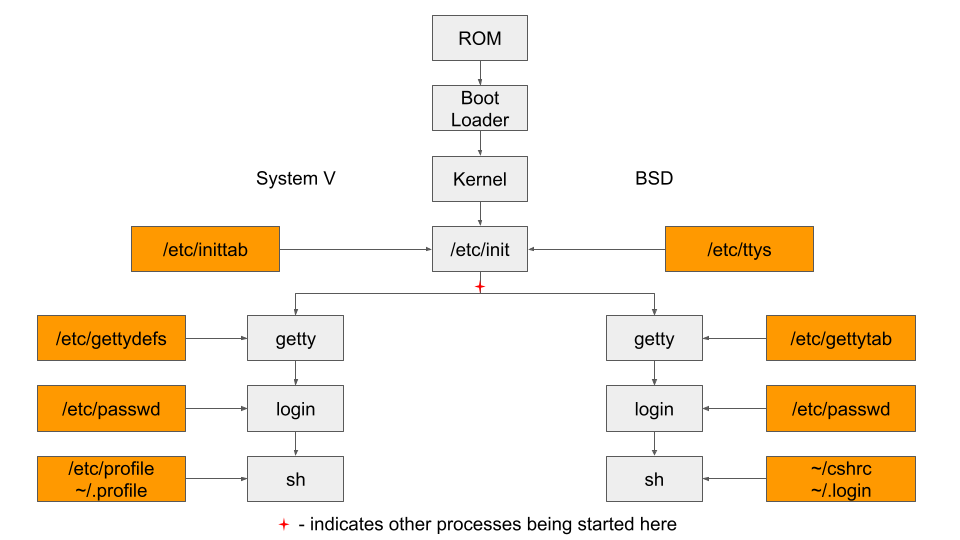 ROM
Boot
Loader
System V
Kernel
BSD
/etc/inittab
/etc/init
/etc/ttys
/etc/gettydefs
getty
getty
/etc/gettytab
/etc/passwd
login
login
/etc/passwd
/etc/profile
~/.profile
sh
sh
~/cshrc
~/.login
- indicates other processes being started here